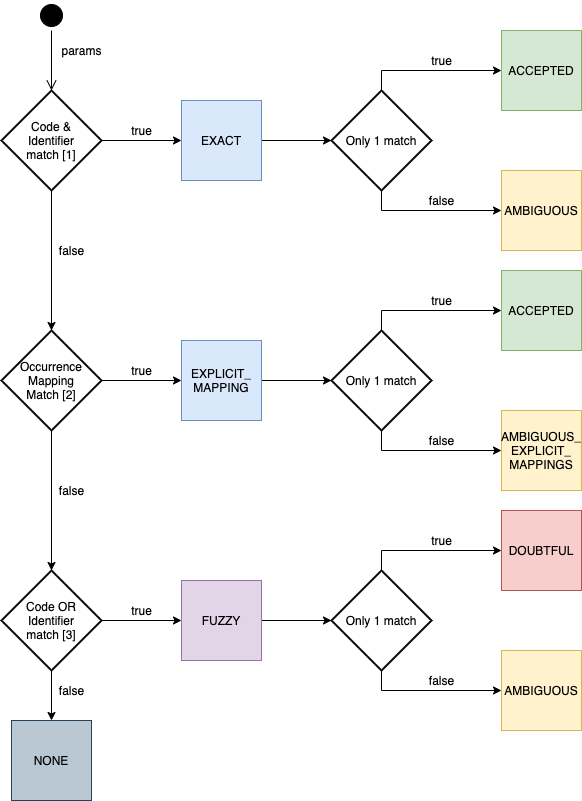 params
Code &
Identifier
match [1]
true
EXACT
Only 1 match
true
ACCEPTED
false
AMBIGUOUS
false
Occurrence
Mapping
Match [2]
true
EXPLICIT_
MAPPING
Only 1 match
true
ACCEPTED
false
AMBIGUOUS_
EXPLICIT_
MAPPINGS
false
Code OR
Identifier
match [3]
true
FUZZY
Only 1 match
true
DOUBTFUL
false
AMBIGUOUS
false
NONE